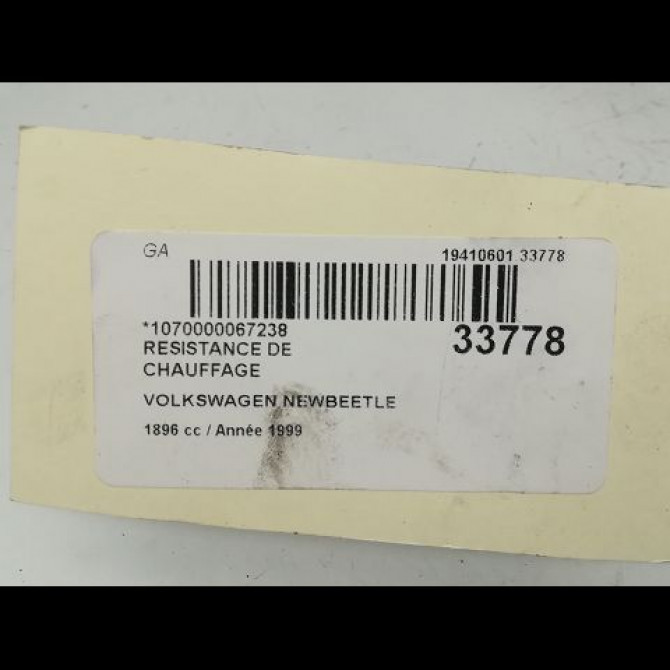 GA
19410601 33778
*1070000067238
33778
RESISTANCE DE
CHAUFFAGE
VOLKSWAGEN NEWBEETLE
1896 cc / Année 1999